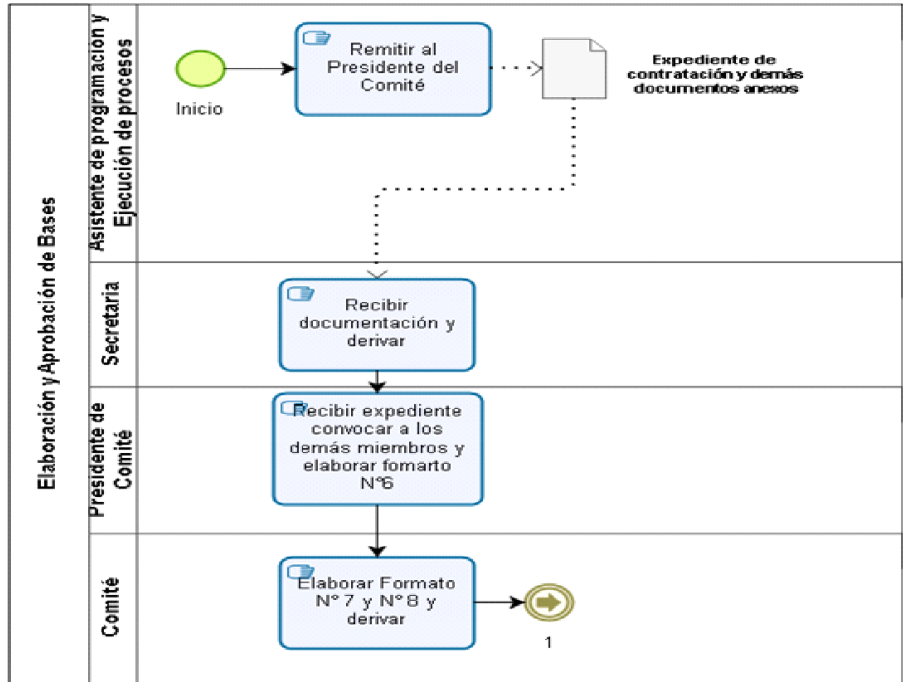 Elaboración y Aprobación de Bases
Asistente de programación y
Ejecución de procesos
Inicio
Remitir al
Presidente del
Comité
Expediente de
contratación y demás
documentos anexos
Secretaria
Recibir
documentación y
derivar
Presidente de
Comité
Recibir expediente
convocar a los
demás miembros y
elaborar fomarto
N°6
Comité
Elaborar Formato
N° 7 y N° 8 y
derivar
1